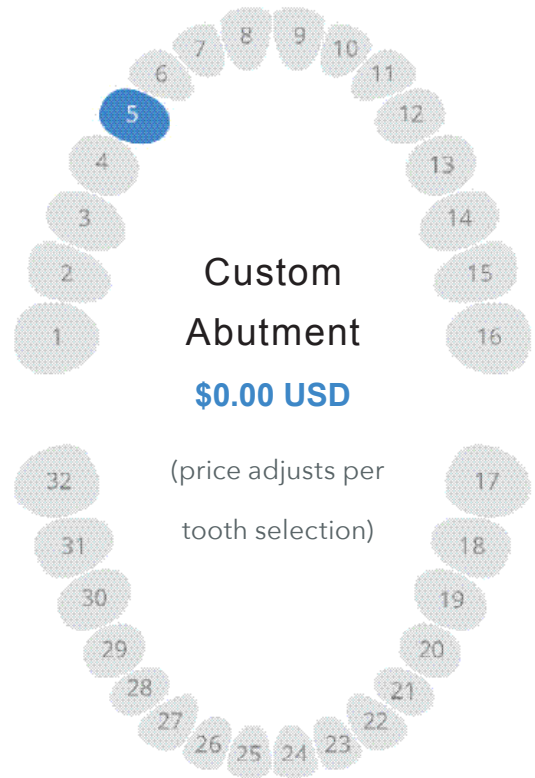 8 9
7 10
6 11
5 12
4 13
3 14
2 15
1 16
Custom
Abutment
$0.00 USD
(price adjusts per
tooth selection)
32 17
31 18
30 19
29 20
28 21
27 22
26 25 24 23